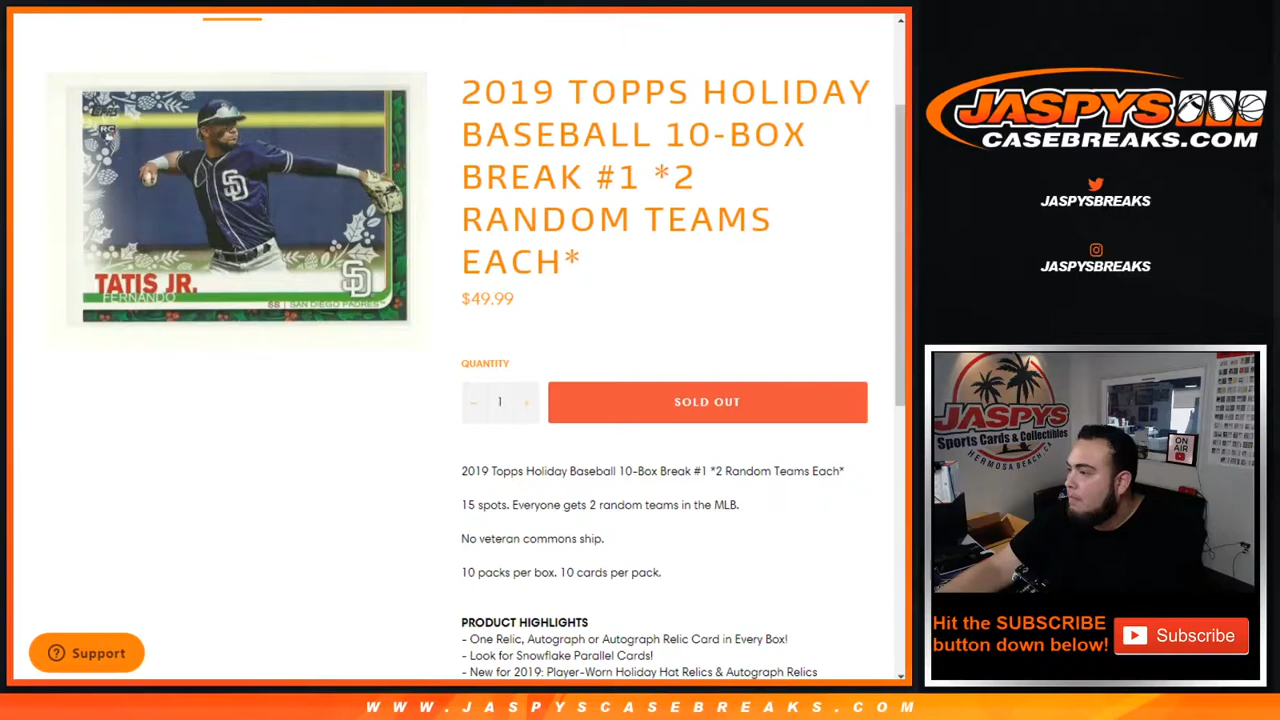 2019 TOPPS HOLIDAY
BASEBALL 10-BOX
BREAK #1 *2
RANDOM TEAMS
EACH*
$49.99
QUANTITY
− 1 +
SOLD OUT
2019 Topps Holiday Baseball 10-Box Break #1 *2 Random Teams Each*
15 spots. Everyone gets 2 random teams in the MLB.
No veteran commons ship.
10 packs per box. 10 cards per pack.
PRODUCT HIGHLIGHTS
- One Relic, Autograph or Autograph Relic Card in Every Box!
- Look for Snowflake Parallel Cards!
- New for 2019: Player-Worn Holiday Hat Relics & Autograph Relics
RC
SD
TATIS JR.
FERNANDO
SD
SS | SAN DIEGO PADRES
Support
JASPYS
CASEBREAKS.COM
JASPYSBREAKS
JASPYSBREAKS
JASPYS
Sports Cards & Collectibles
HERMOSA BEACH, CA
ON
AIR
Hit the SUBSCRIBE
button down below!
Subscribe
WWW.JASPYSCASEBREAKS.COM